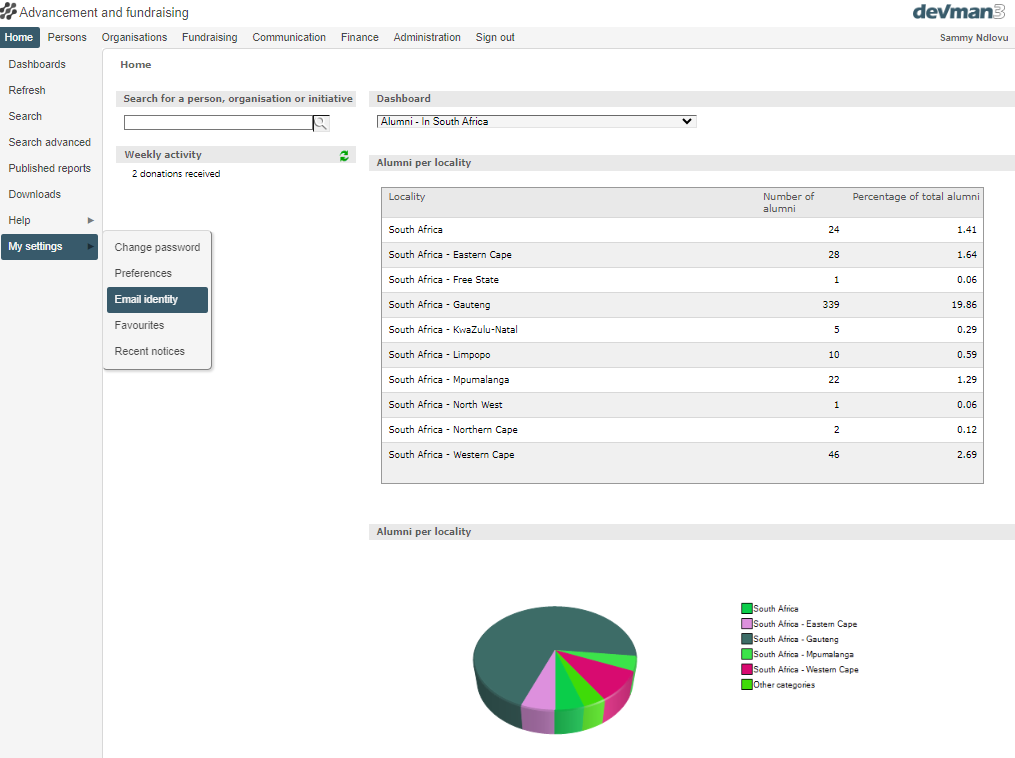 Advancement and fundraising
devman3
Home Persons Organisations Fundraising Communication Finance Administration Sign out
Sammy Ndlovu
Dashboards
Refresh
Search
Search advanced
Published reports
Downloads
Help
My settings
Change password
Preferences
Email identity
Favourites
Recent notices
Home
Search for a person, organisation or initiative
Weekly activity
2 donations received
Dashboard
Alumni - In South Africa
Alumni per locality
Locality Number of alumni Percentage of total alumni
South Africa 24 1.41
South Africa - Eastern Cape 28 1.64
South Africa - Free State 1 0.06
South Africa - Gauteng 339 19.86
South Africa - KwaZulu-Natal 5 0.29
South Africa - Limpopo 10 0.59
South Africa - Mpumalanga 22 1.29
South Africa - North West 1 0.06
South Africa - Northern Cape 2 0.12
South Africa - Western Cape 46 2.69
Alumni per locality
South Africa
South Africa - Eastern Cape
South Africa - Gauteng
South Africa - Mpumalanga
South Africa - Western Cape
Other categories